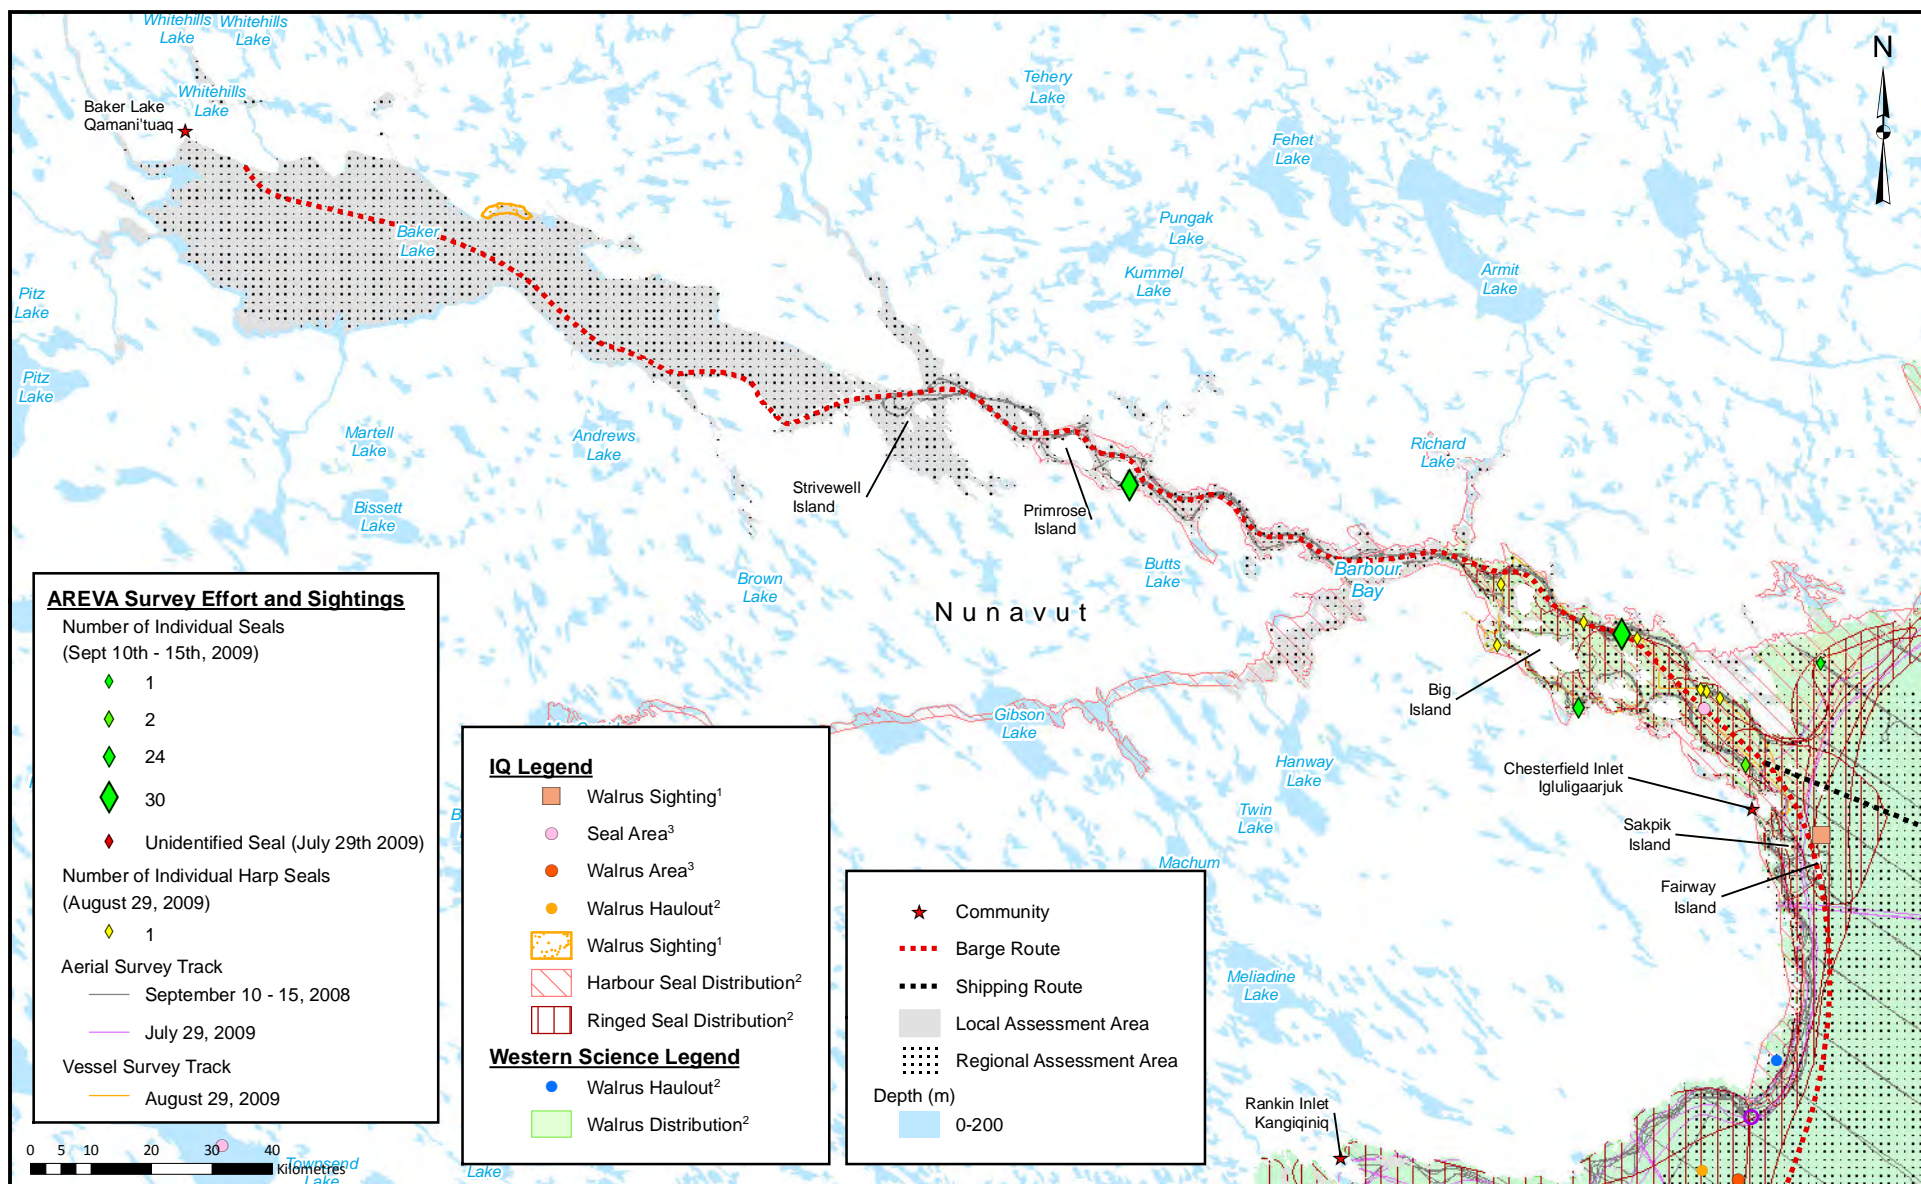 Whitehills
Lake
Whitehills
Lake
Whitehills
Lake
Baker Lake
Qamani'tuaq
Tehery
Lake
Fehet
Lake
N
Pungak
Lake
Kummel
Lake
Armit
Lake
Baker
Lake
Pitz
Lake
Pitz
Lake
Martell
Lake
Andrews
Lake
Bissett
Lake
Strivewell
Island
Primrose
Island
Richard
Lake
Butts
Lake
Barbour
Bay
Brown
Lake
Nunavut
Gibson
Lake
Big
Island
Hanway
Lake
Twin
Lake
Machum
Chesterfield Inlet
Igluligaarjuk
Sakpik
Island
Fairway
Island
Meliadine
Lake
Rankin Inlet
Kangiqiniq
AREVA Survey Effort and Sightings
Number of Individual Seals
(Sept 10th - 15th, 2009)
1
2
24
30
Unidentified Seal (July 29th 2009)
Number of Individual Harp Seals
(August 29, 2009)
1
Aerial Survey Track
September 10 - 15, 2008
July 29, 2009
Vessel Survey Track
August 29, 2009
IQ Legend
Walrus Sighting1
Seal Area3
Walrus Area3
Walrus Haulout2
Walrus Sighting1
Harbour Seal Distribution2
Ringed Seal Distribution2
Western Science Legend
Walrus Haulout2
Walrus Distribution2
Community
Barge Route
Shipping Route
Local Assessment Area
Regional Assessment Area
Depth (m)
0-200
0 5 10 20 30 40
Kilometres
Townsend
Lake
Lake